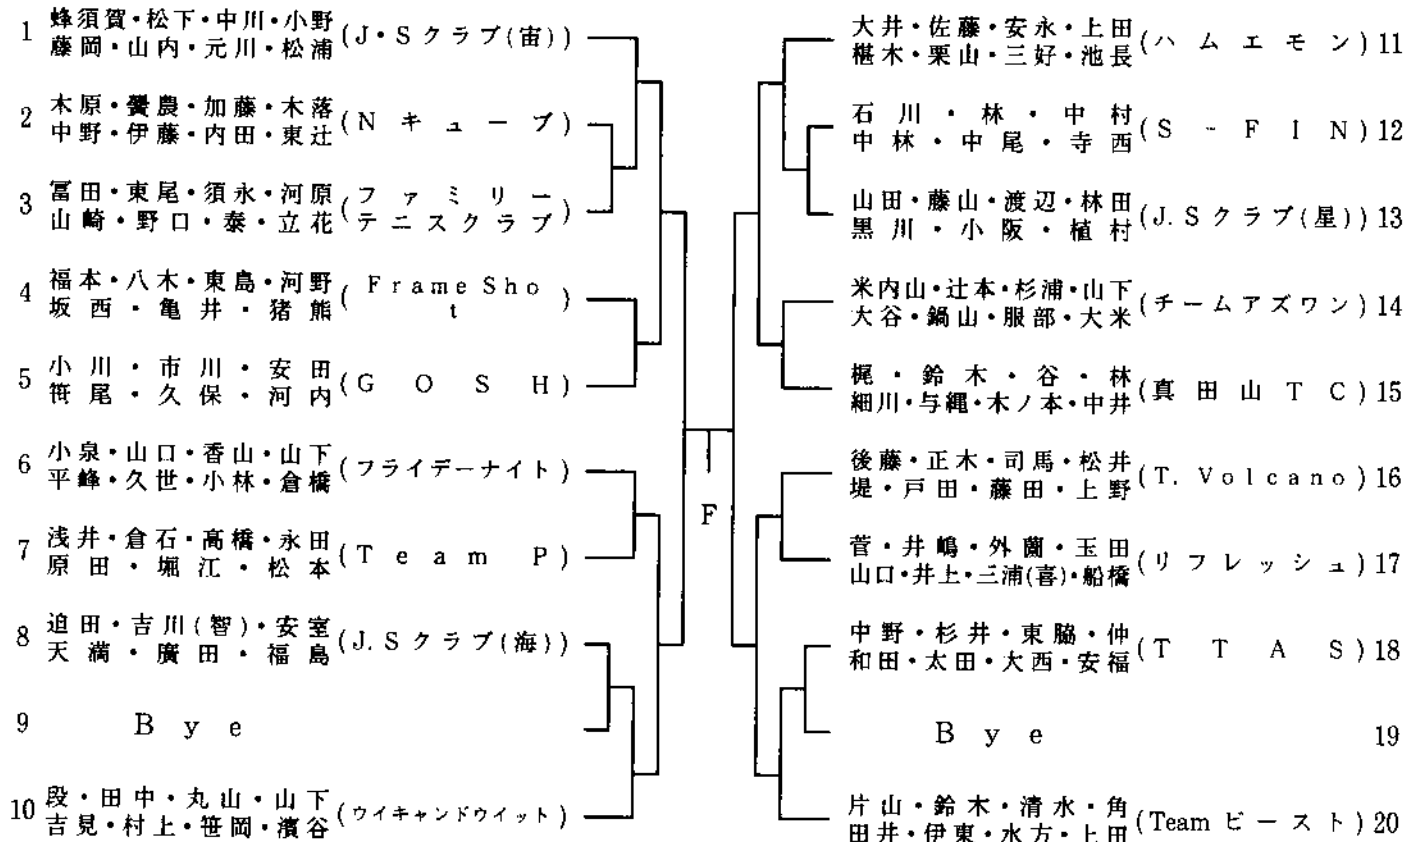 1 蜂須賀・松下・中川・小野 (J・Sクラブ(宙))
藤岡・山内・元川・松浦
2 木原・饗農・加藤・木落 (Nキューブ)
中野・伊藤・内田・東辻
3 冨田・東尾・須永・河原 (ファミリー
山崎・野口・泰・立花 テニスクラブ)
4 福本・八木・東島・河野 (FrameSho
坂西・亀井・猪熊 t)
5 小川・市川・安田 (GOSH)
笹尾・久保・河内
6 小泉・山口・香山・山下 (フライデーナイト)
平峰・久世・小林・倉橋
7 浅井・倉石・高橋・永田 (Team P)
原田・堀江・松本
8 迫田・吉川(智)・安室 (J.Sクラブ(海))
天満・廣田・福島
9 Bye
10 段・田中・丸山・山下 (ウイキャンドウイット)
吉見・村上・笹岡・濱谷
F
大井・佐藤・安永・上田 (ハムエモン) 11
椹木・栗山・三好・池長
石川・林・中村 (S-FIN) 12
中林・中尾・寺西
山田・藤山・渡辺・林田 (J.Sクラブ(星)) 13
黒川・小阪・植村
米内山・辻本・杉浦・山下 (チームアズワン) 14
大谷・鍋山・服部・大米
梶・鈴木・谷・林 (真田山TC) 15
細川・与縄・木ノ本・中井
後藤・正木・司馬・松井 (T. Volcano) 16
堤・戸田・藤田・上野
菅・井嶋・外薗・玉田 (リフレッシュ) 17
山口・井上・三浦(喜)・船橋
中野・杉井・東脇・仲 (TTAS) 18
和田・太田・大西・安福
Bye 19
片山・鈴木・清水・角 (Team ビースト) 20
田井・伊東・水方・上田